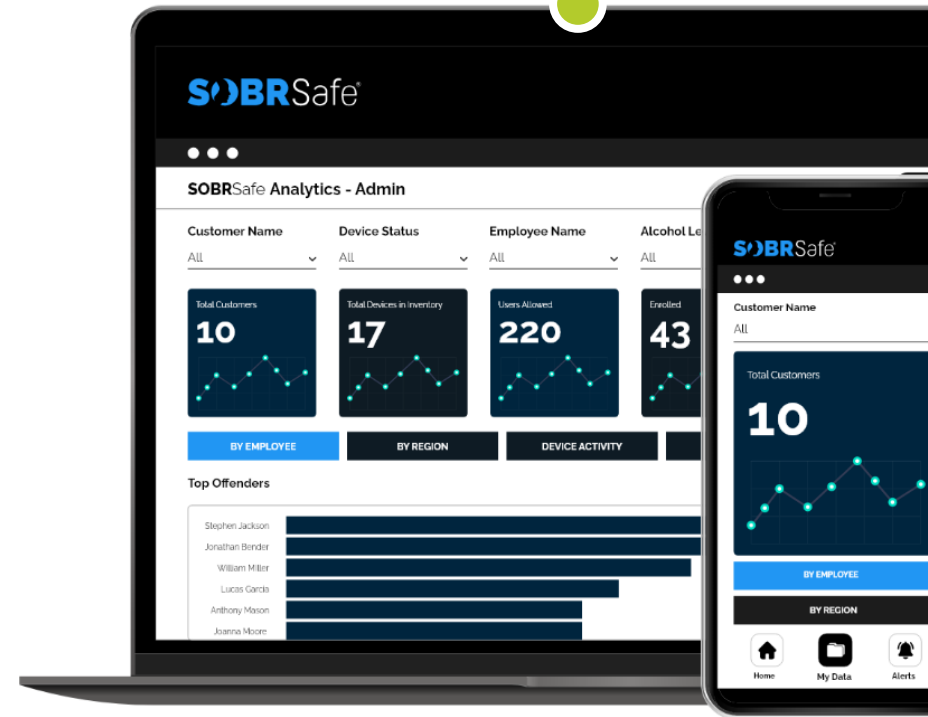 SOBRSafe®
SOBRSafe Analytics - Admin
Customer Name Device Status Employee Name Alcohol Le
All All All All
Total Customers Total Devices in Inventory Users Allowed Enrolled
10 17 220 43
BY EMPLOYEE BY REGION DEVICE ACTIVITY
Top Offenders
Stephen Jackson
Jonathan Bender
William Miller
Lucas Garcia
Anthony Mason
Joanna Moore
SOBRSafe®
Customer Name
All
Total Customers
10
BY EMPLOYEE
BY REGION
Home My Data Alerts